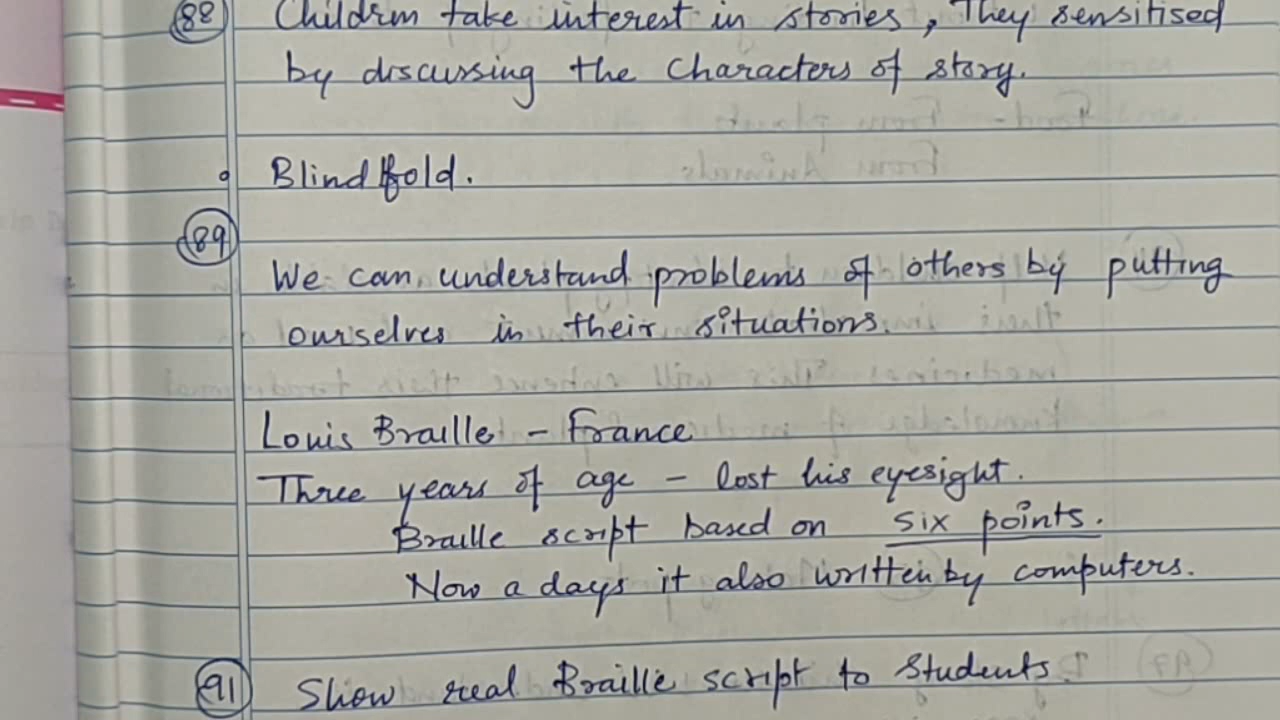 88 Children take interest in stories, They sensitised
by discussing the characters of story.
Blindfold.
89
We can understand problems of others by putting
ourselves in their situations.
Louis Braille - France
Three years of age - lost his eyesight.
Braille script based on six points.
Now a days it also written by computers.
91 Show real Braille script to students.